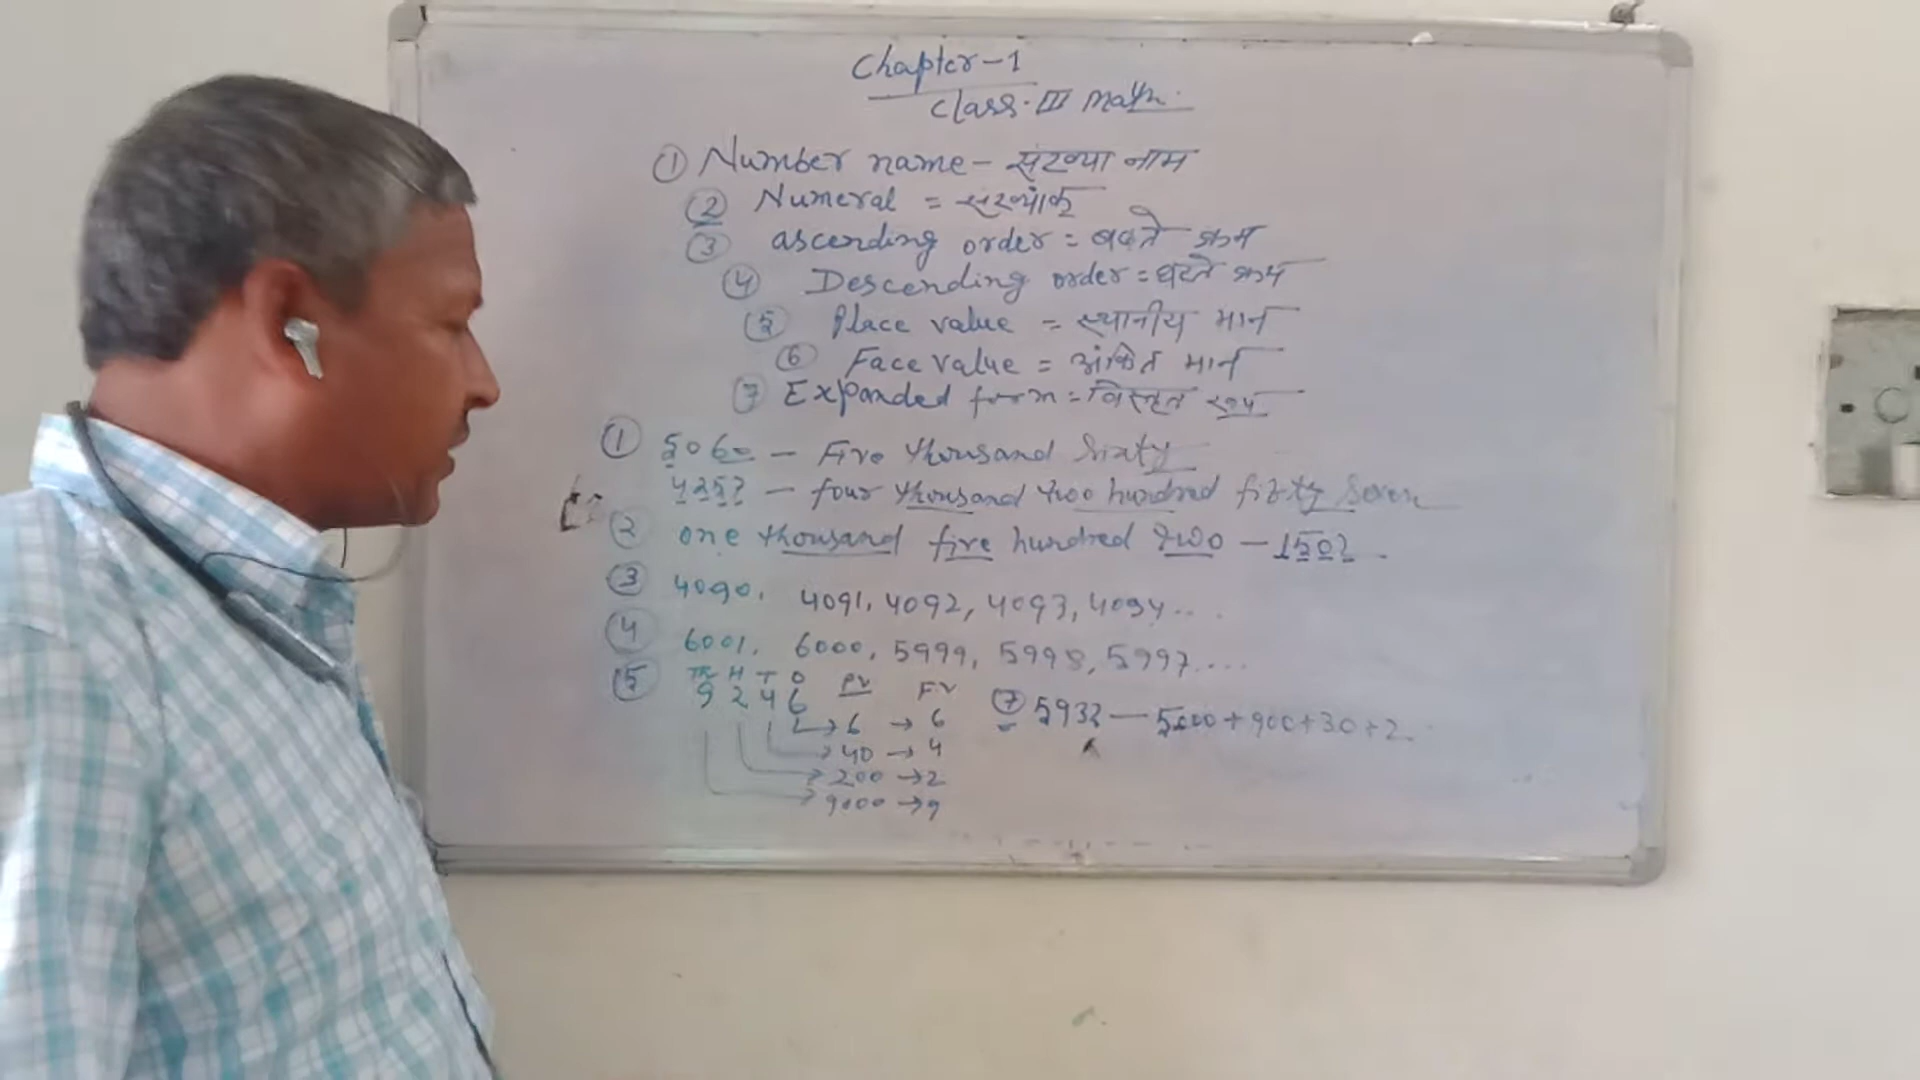 Chapter-1
Class-III Math.
① Number name - संख्या नाम
② Numeral = संख्यांक
③ ascending order = बढ़ते क्रम
④ Descending order = घटते क्रम
⑤ Place value = स्थानीय मान
⑥ Face value = अंकित मान
⑦ Expanded form = विस्तृत रूप
① 5060 - Five thousand Sixty
4257 - four thousand two hundred fifty Seven
② one thousand five hundred two - 1502.
③ 4090, 4091, 4092, 4093, 4094...
④ 6001, 6000, 5999, 5998, 5997....
⑤ TH H T O PV FV
9 2 4 6
→ 6 → 6
→ 40 → 4
→ 200 → 2
→ 9000 → 9
⑦ 5932 — 5000+900+30+2.